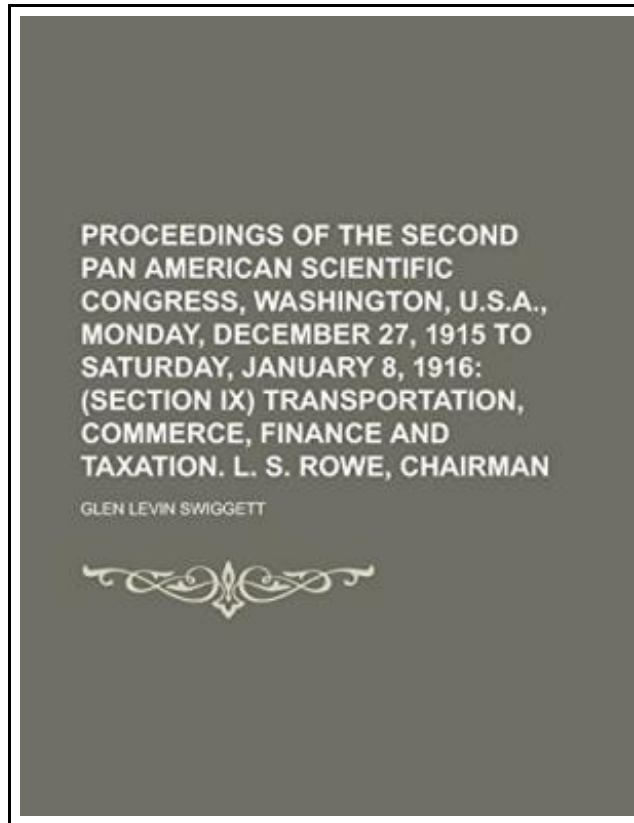 PROCEEDINGS OF THE SECOND
PAN AMERICAN SCIENTIFIC
CONGRESS, WASHINGTON, U.S.A.,
MONDAY, DECEMBER 27, 1915 TO
SATURDAY, JANUARY 8, 1916:
(SECTION IX) TRANSPORTATION,
COMMERCE, FINANCE AND
TAXATION. L. S. ROWE, CHAIRMAN
GLEN LEVIN SWIGGETT